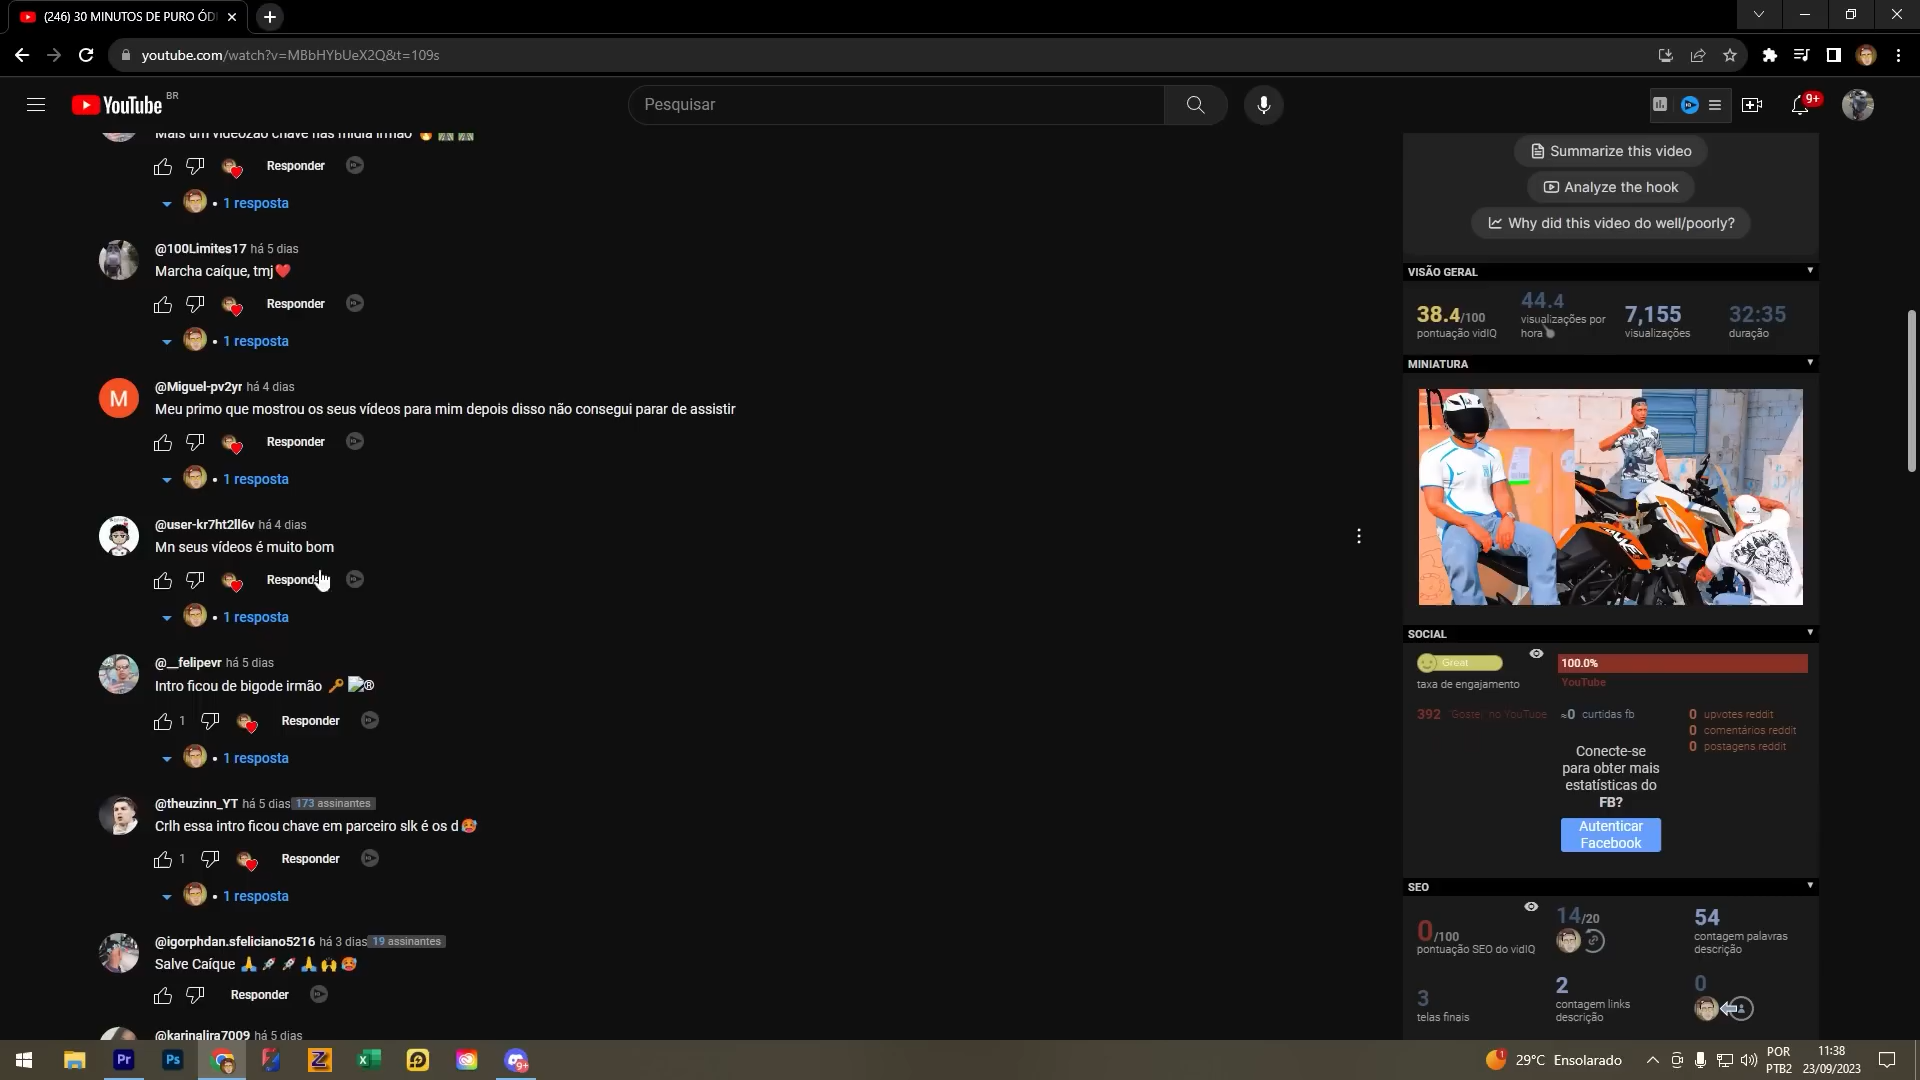 (246) 30 MINUTOS DE PURO ÓD
youtube.com/watch?v=MBbHYbUeX2Q&t=109s
YouTube BR
Pesquisar
9+
Mais um videozão chave nas mídia irmão
Responder
1 resposta
@100Limites17 há 5 dias
Marcha caíque, tmj❤️
Responder
1 resposta
M
@Miguel-pv2yr há 4 dias
Meu primo que mostrou os seus vídeos para mim depois disso não consegui parar de assistir
Responder
1 resposta
@user-kr7ht2ll6v há 4 dias
Mn seus vídeos é muito bom
Responder
1 resposta
@__felipevr há 5 dias
Intro ficou de bigode irmão 🔑 ®
1 Responder
1 resposta
@theuzinn_YT há 5 dias 173 assinantes
Crlh essa intro ficou chave em parceiro slk é os d🥵
1 Responder
1 resposta
@igorphdan.sfeliciano5216 há 3 dias 19 assinantes
Salve Caíque 🙏🚀🚀🙏🙌🥵
Responder
@karinalira7009 há 5 dias
Summarize this video
Analyze the hook
Why did this video do well/poorly?
VISÃO GERAL
38.4/100
pontuação vidIQ
44.4
visualizações por
hora
7,155
visualizações
32:35
duração
MINIATURA
DUKE
SOCIAL
Great
taxa de engajamento
100.0%
YouTube
392 "Gostei" no YouTube
≈0 curtidas fb
0 upvotes reddit
0 comentários reddit
0 postagens reddit
Conecte-se
para obter mais
estatísticas do
FB?
Autenticar
Facebook
SEO
0/100
pontuação SEO do vidIQ
14/20
54
contagem palavras
descrição
3
telas finais
2
contagem links
descrição
0
Pr
Ps
9+
1
29°C Ensolarado
POR
PTB2
11:38
23/09/2023